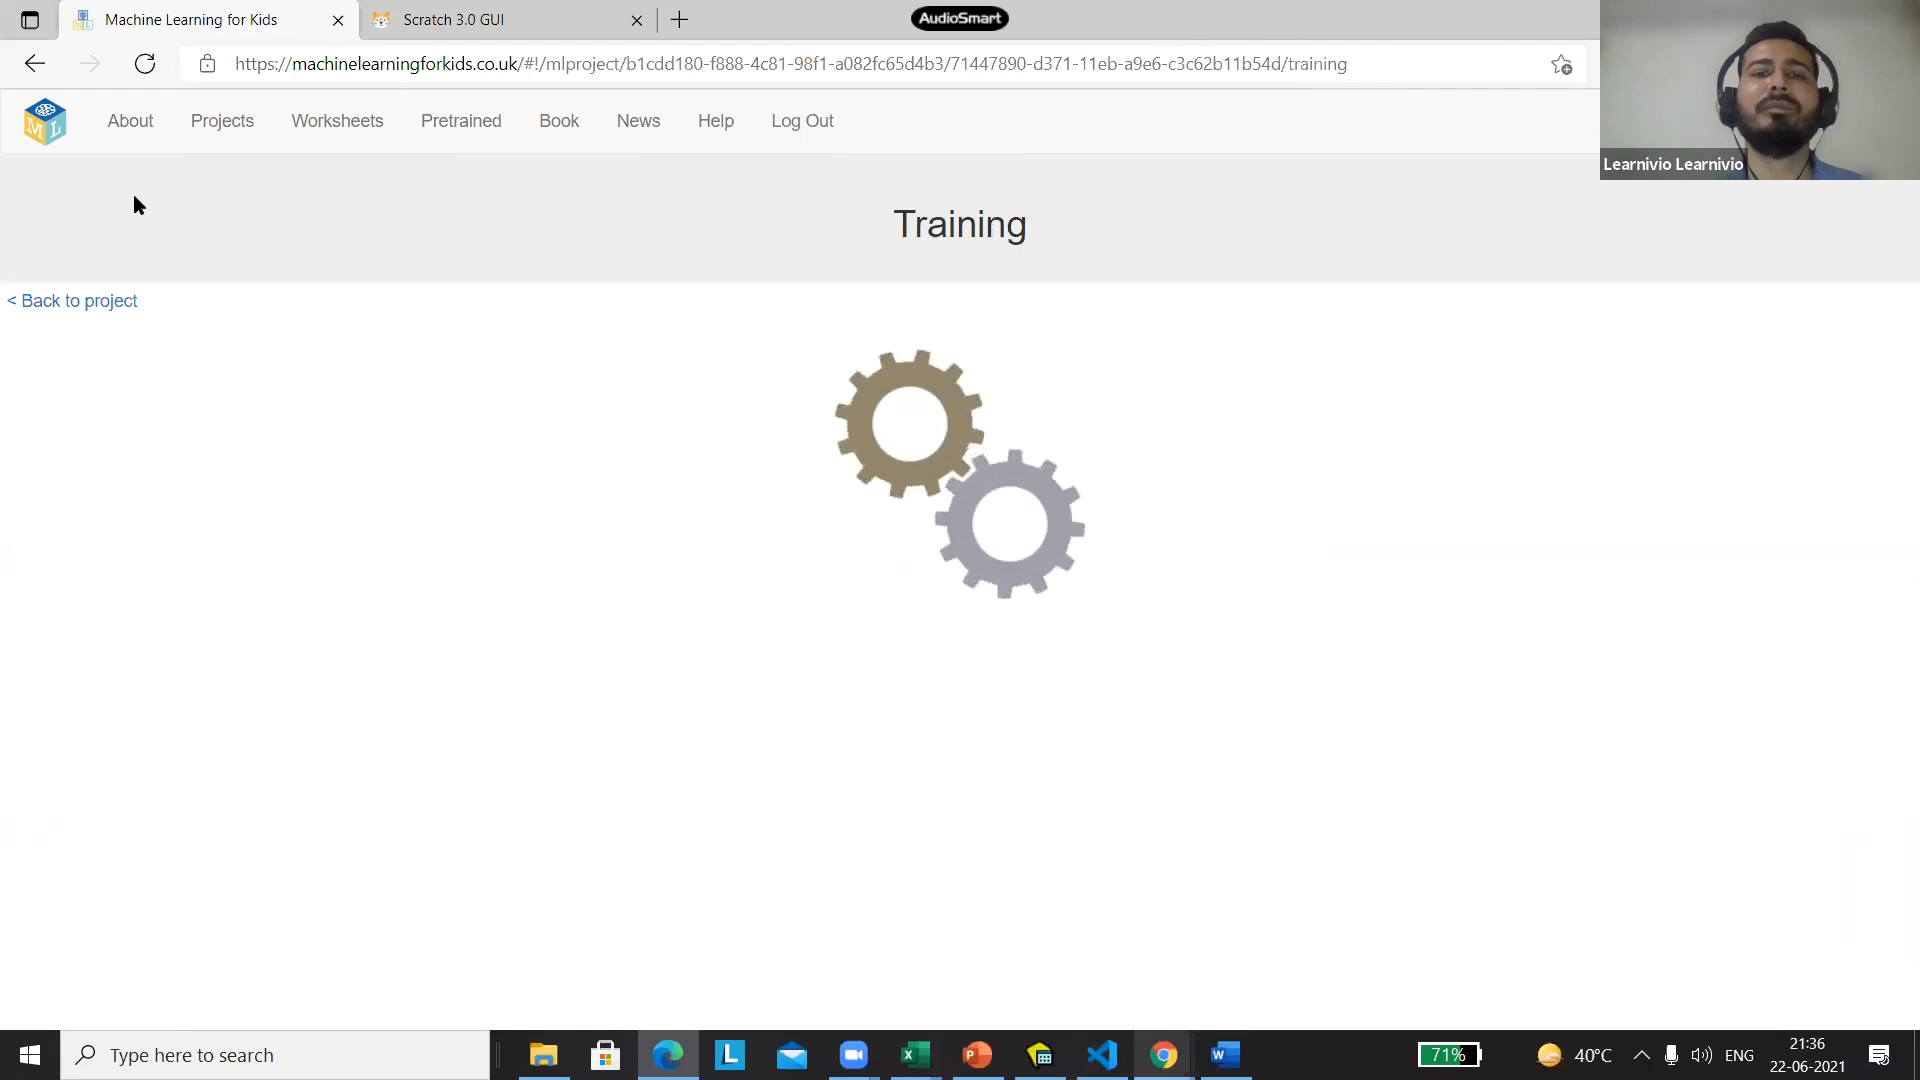 Machine Learning for Kids
Scratch 3.0 GUI
AudioSmart
https://machinelearningforkids.co.uk/#!/mlproject/b1cdd180-f888-4c81-98f1-a082fc65d4b3/71447890-d371-11eb-a9e6-c3c62b11b54d/training
M L
About Projects Worksheets Pretrained Book News Help Log Out
Learnivio Learnivio
Training
< Back to project
Type here to search
71%
40°C
ENG
21:36
22-06-2021